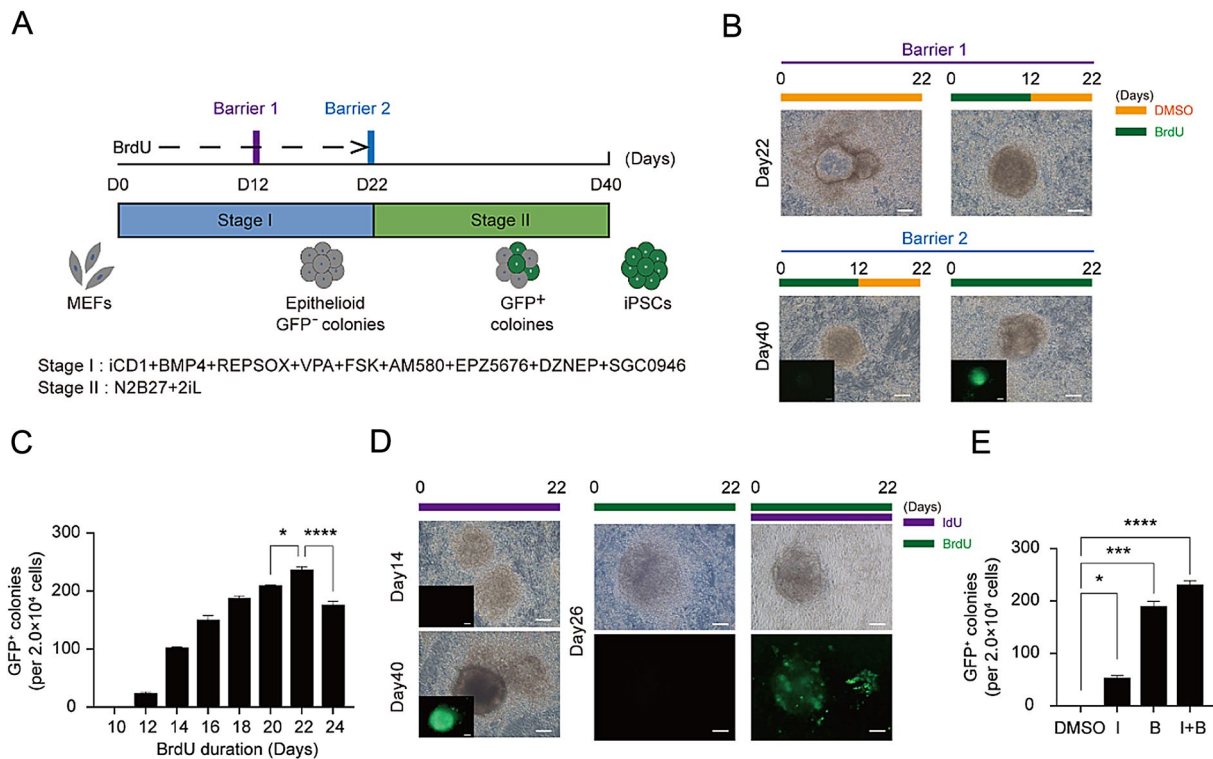 A
Barrier 1
Barrier 2
BrdU
(Days)
D0
D12
D22
D40
Stage I
Stage II
MEFs
Epithelioid
GFP⁻ colonies
GFP⁺
coloines
iPSCs
Stage I : iCD1+BMP4+REPSOX+VPA+FSK+AM580+EPZ5676+DZNEP+SGC0946
Stage II : N2B27+2iL
B
Barrier 1
0 22 0 12 22
(Days)
DMSO
BrdU
Day22
Barrier 2
0 12 22 0 22
Day40
C
GFP⁺ colonies
(per 2.0×10⁴ cells)
300
200
100
0
* ****
10 12 14 16 18 20 22 24
BrdU duration (Days)
D
0 22 0 22 0 22
(Days)
IdU
BrdU
Day14
Day40
Day26
E
GFP⁺ colonies
(per 2.0×10⁴ cells)
300
200
100
0
****
***
*
DMSO I B I+B